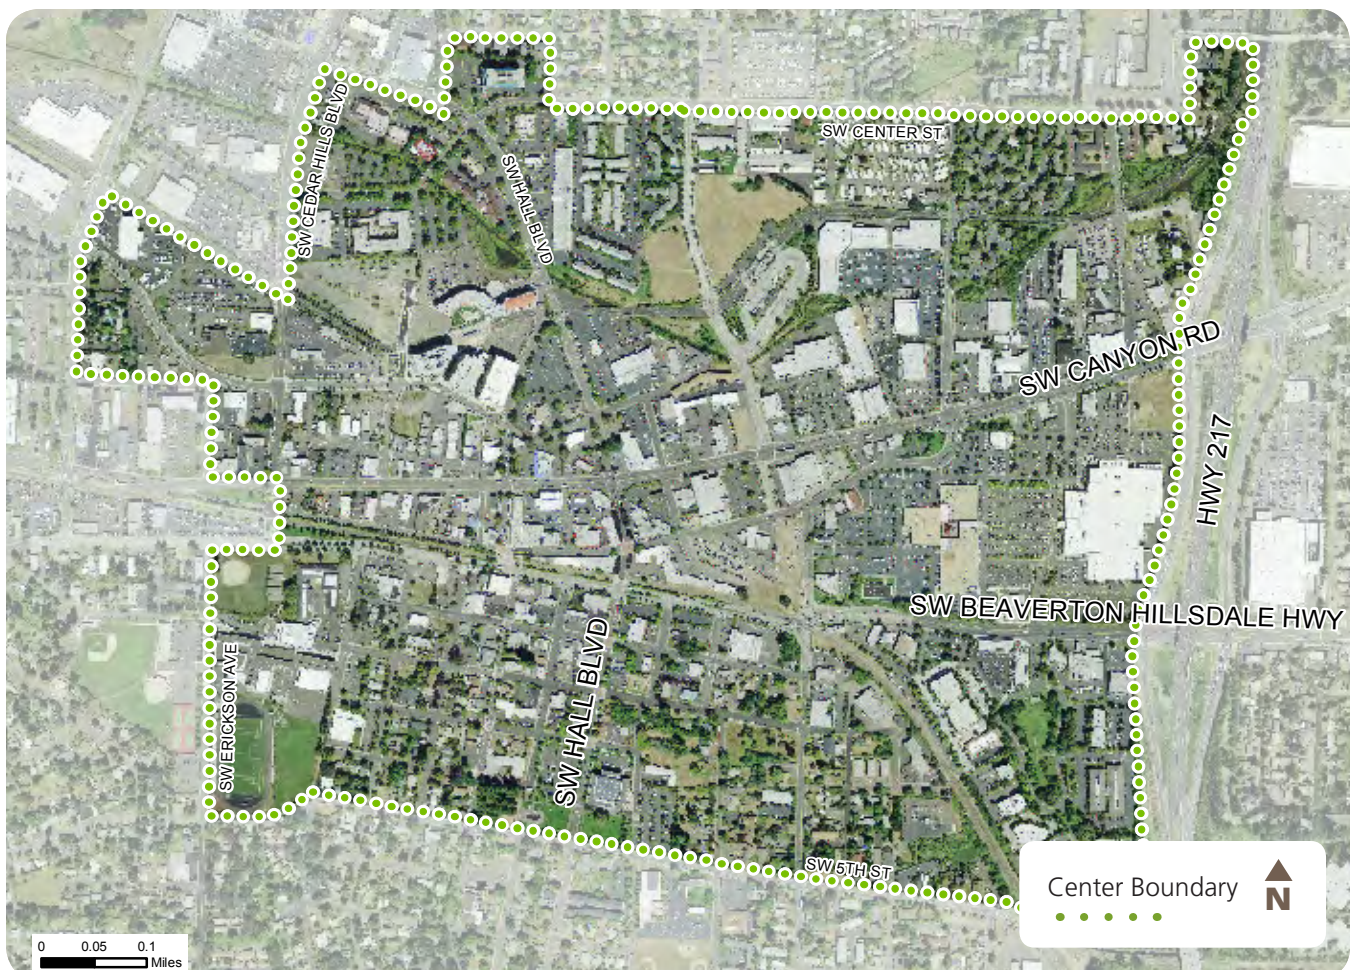 SW CENTER ST
SW CEDAR HILLS BLVD
SW HALL BLVD
SW CANYON RD
HWY 217
SW BEAVERTON HILLSDALE HWY
SW HALL BLVD
SW ERICKSON AVE
SW 5TH ST
Center Boundary
N
0 0.05 0.1
Miles